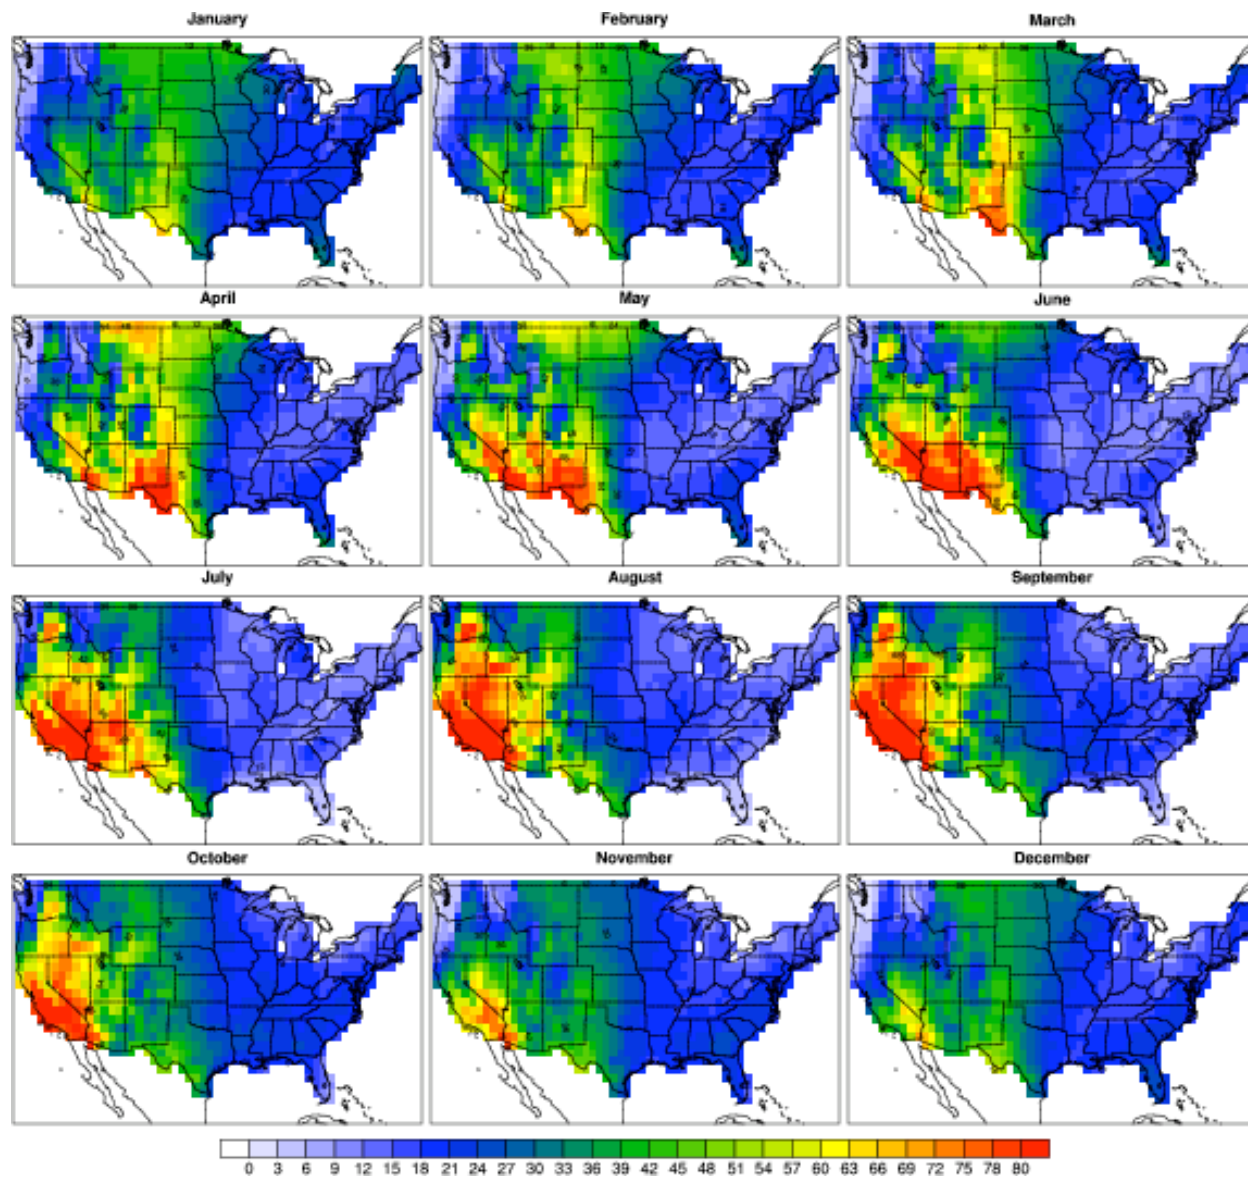 January February March
April May June
July August September
October November December
0 3 6 9 12 15 18 21 24 27 30 33 36 39 42 45 48 51 54 57 60 63 66 69 72 75 78 80